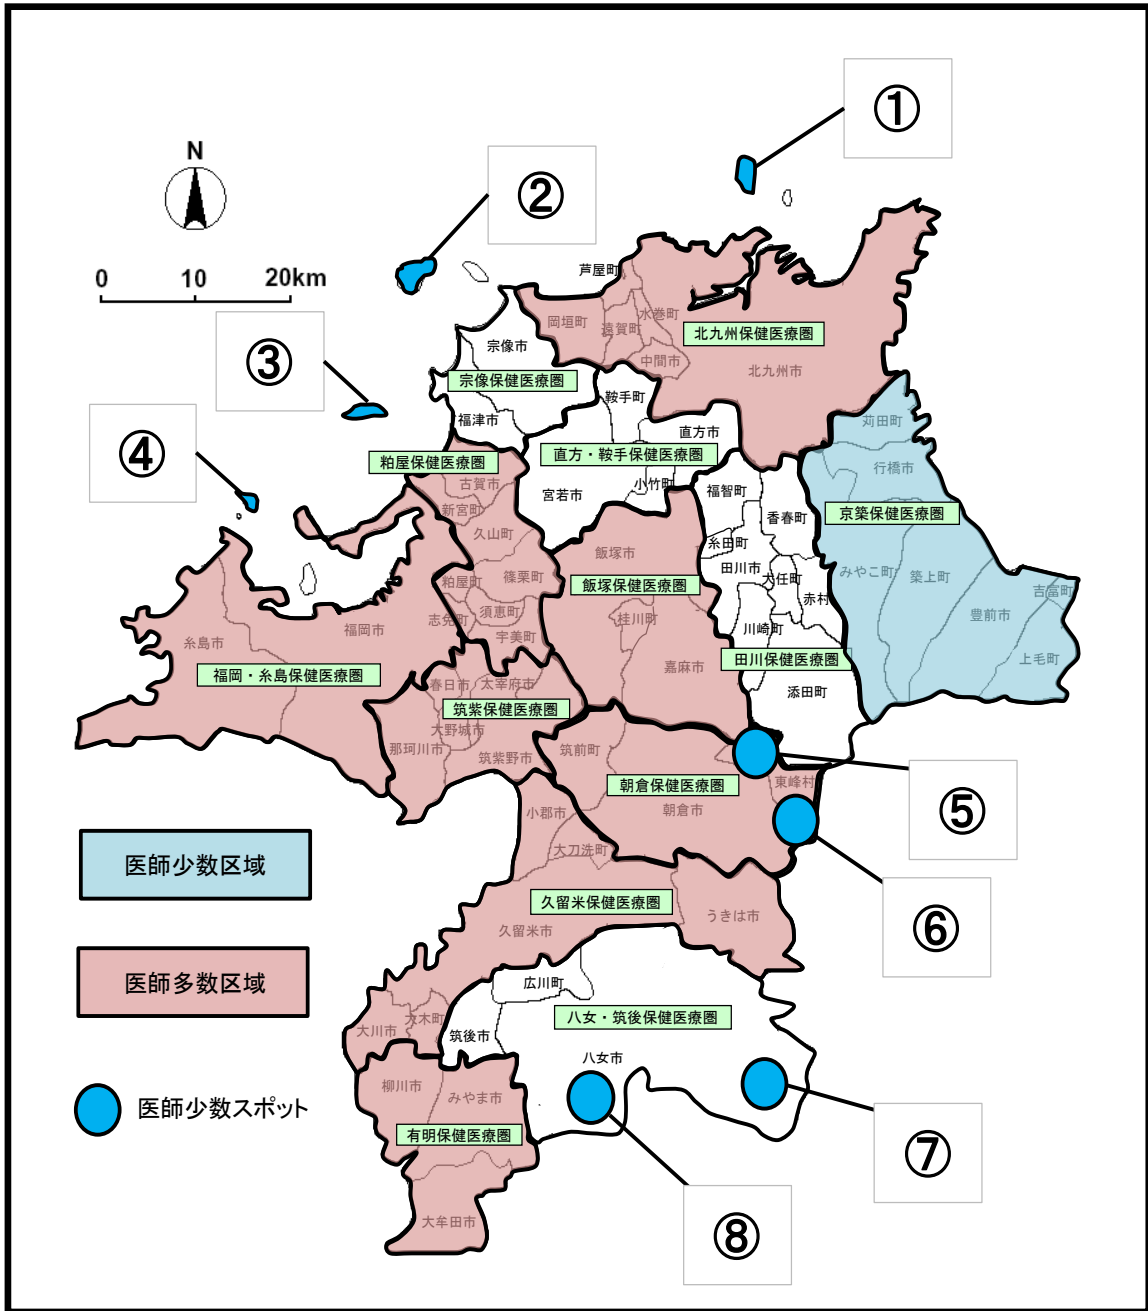 ①
N
②
0 10 20km
芦屋町
岡垣町
水巻町
遠賀町
北九州保健医療圏
宗像市
中間市
③
宗像保健医療圏
北九州市
鞍手町
福津市
苅田町
直方市
④
粕屋保健医療圏
直方・鞍手保健医療圏
行橋市
古賀市
小竹町
福智町
宮若市
新宮町
香春町
京築保健医療圏
久山町
糸田町
飯塚市
田川市
みやこ町
築上町
篠栗町
粕屋町
飯塚保健医療圏
大任町
吉富町
赤村
須恵町
志免町
桂川町
豊前市
福岡市
川崎町
宇美町
糸島市
上毛町
田川保健医療圏
嘉麻市
福岡・糸島保健医療圏
春日市
太宰府市
添田町
筑紫保健医療圏
大野城市
那珂川市
筑紫野市
筑前町
東峰村
朝倉保健医療圏
朝倉市
⑤
小郡市
医師少数区域
大刀洗町
久留米保健医療圏
うきは市
⑥
久留米市
医師多数区域
広川町
八女・筑後保健医療圏
大木町
大川市
筑後市
八女市
柳川市
みやま市
医師少数スポット
有明保健医療圏
⑦
大牟田市
⑧